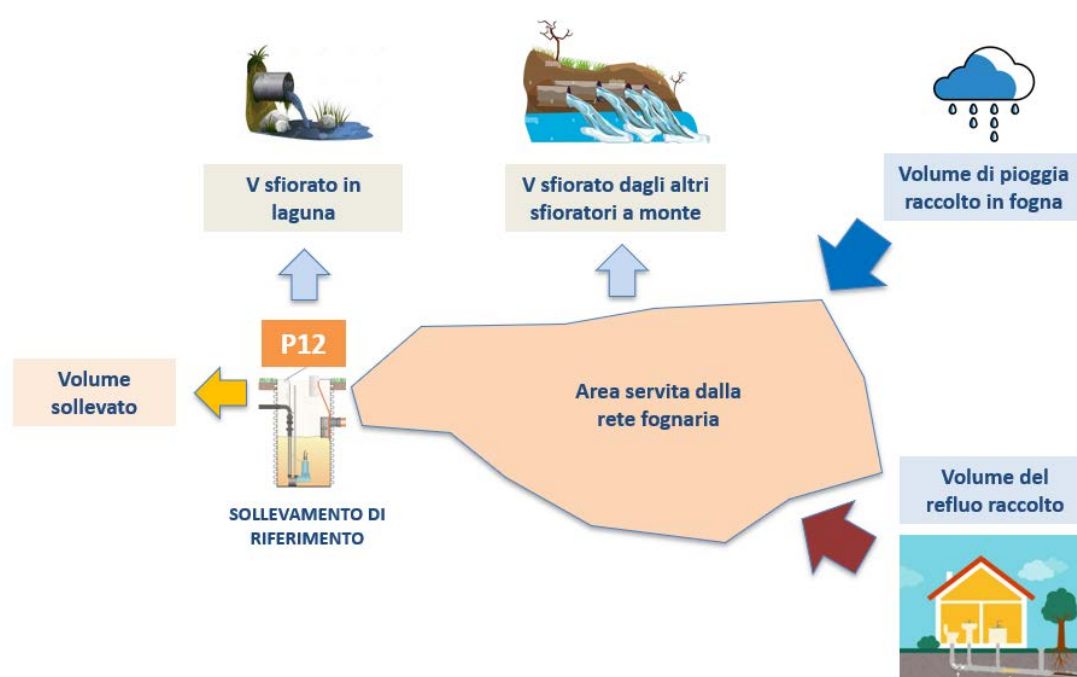 V sfiorato in
laguna
V sfiorato dagli altri
sfioratori a monte
Volume di pioggia
raccolto in fogna
P12
Volume
sollevato
Area servita dalla
rete fognaria
SOLLEVAMENTO DI
RIFERIMENTO
Volume del
refluo raccolto